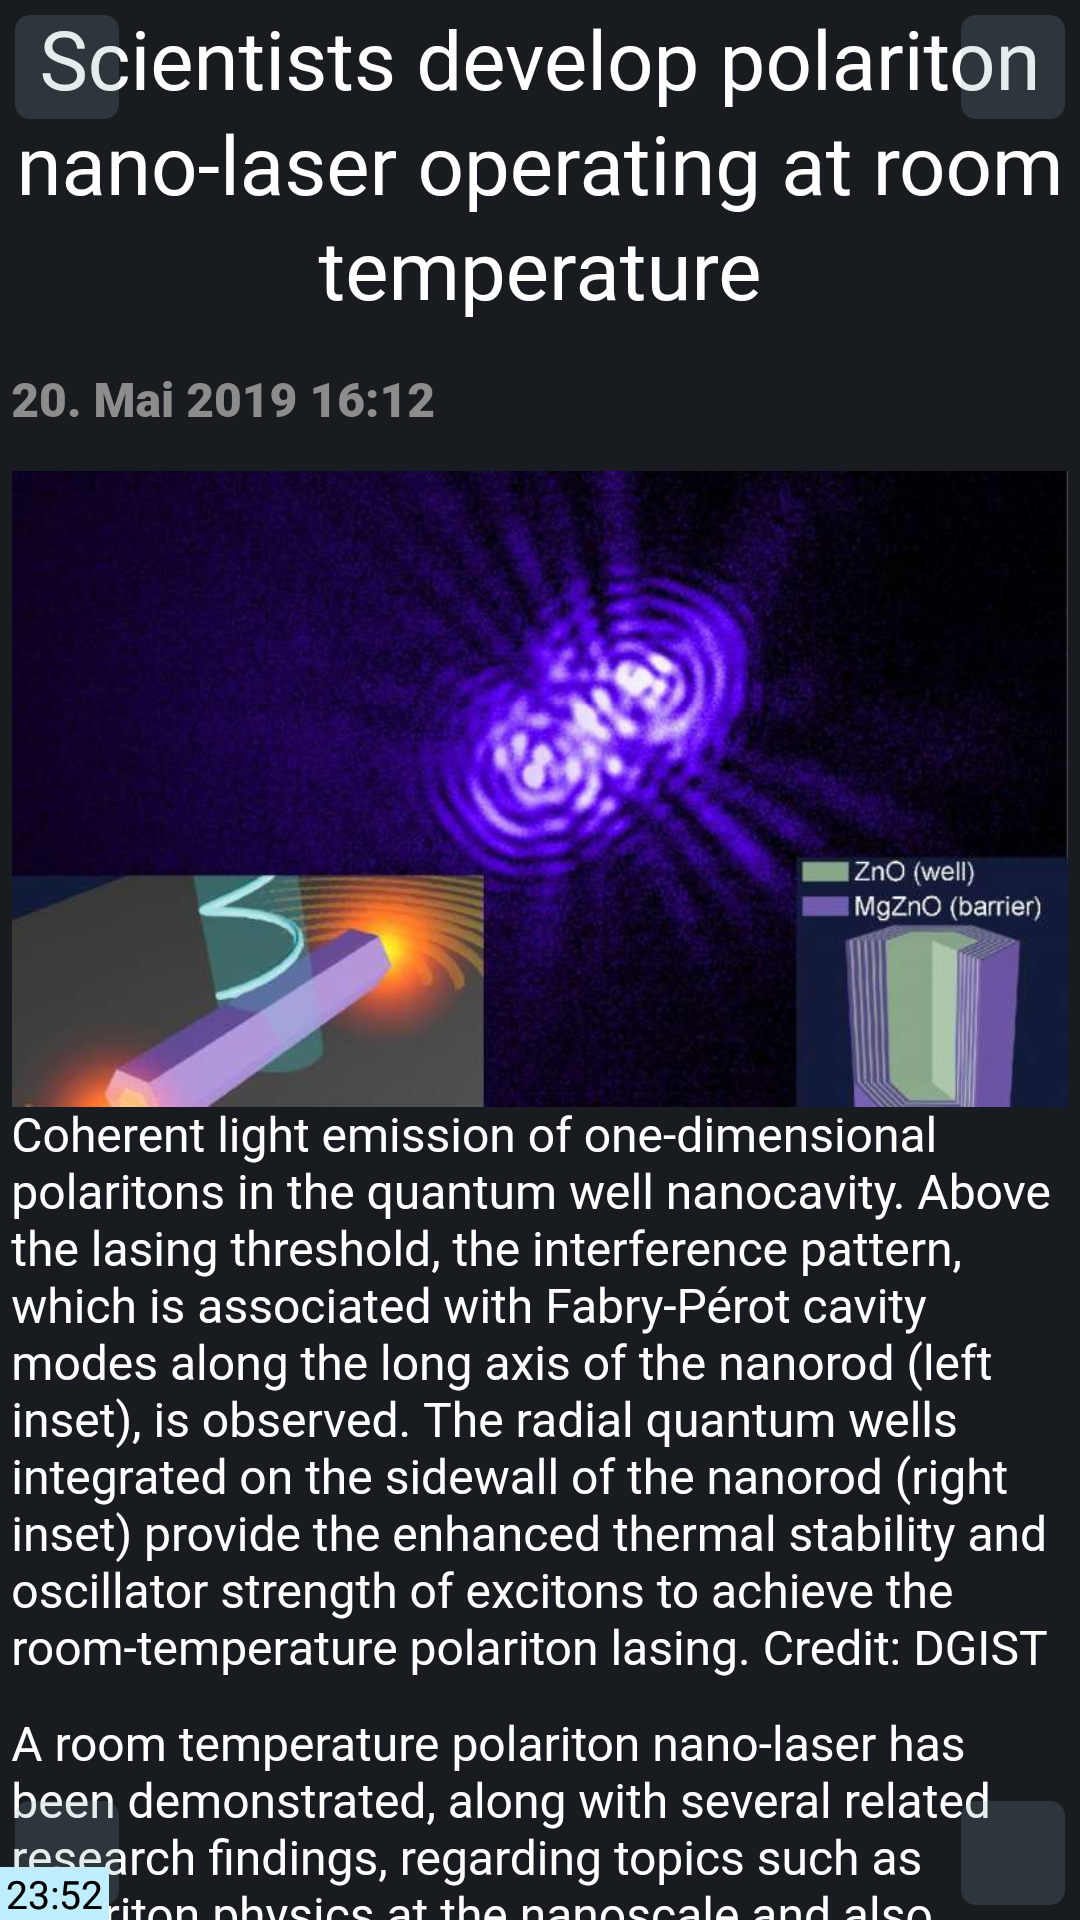 Scientists develop polariton
nano-laser operating at room
temperature
20. Mai 2019 16:12
ZnO (well)
MgZnO (barrier)
Coherent light emission of one-dimensional
polaritons in the quantum well nanocavity. Above
the lasing threshold, the interference pattern,
which is associated with Fabry-Pérot cavity
modes along the long axis of the nanorod (left
inset), is observed. The radial quantum wells
integrated on the sidewall of the nanorod (right
inset) provide the enhanced thermal stability and
oscillator strength of excitons to achieve the
room-temperature polariton lasing. Credit: DGIST
A room temperature polariton nano-laser has
been demonstrated, along with several related
research findings, regarding topics such as
23:52
physics at the nanoscale and also